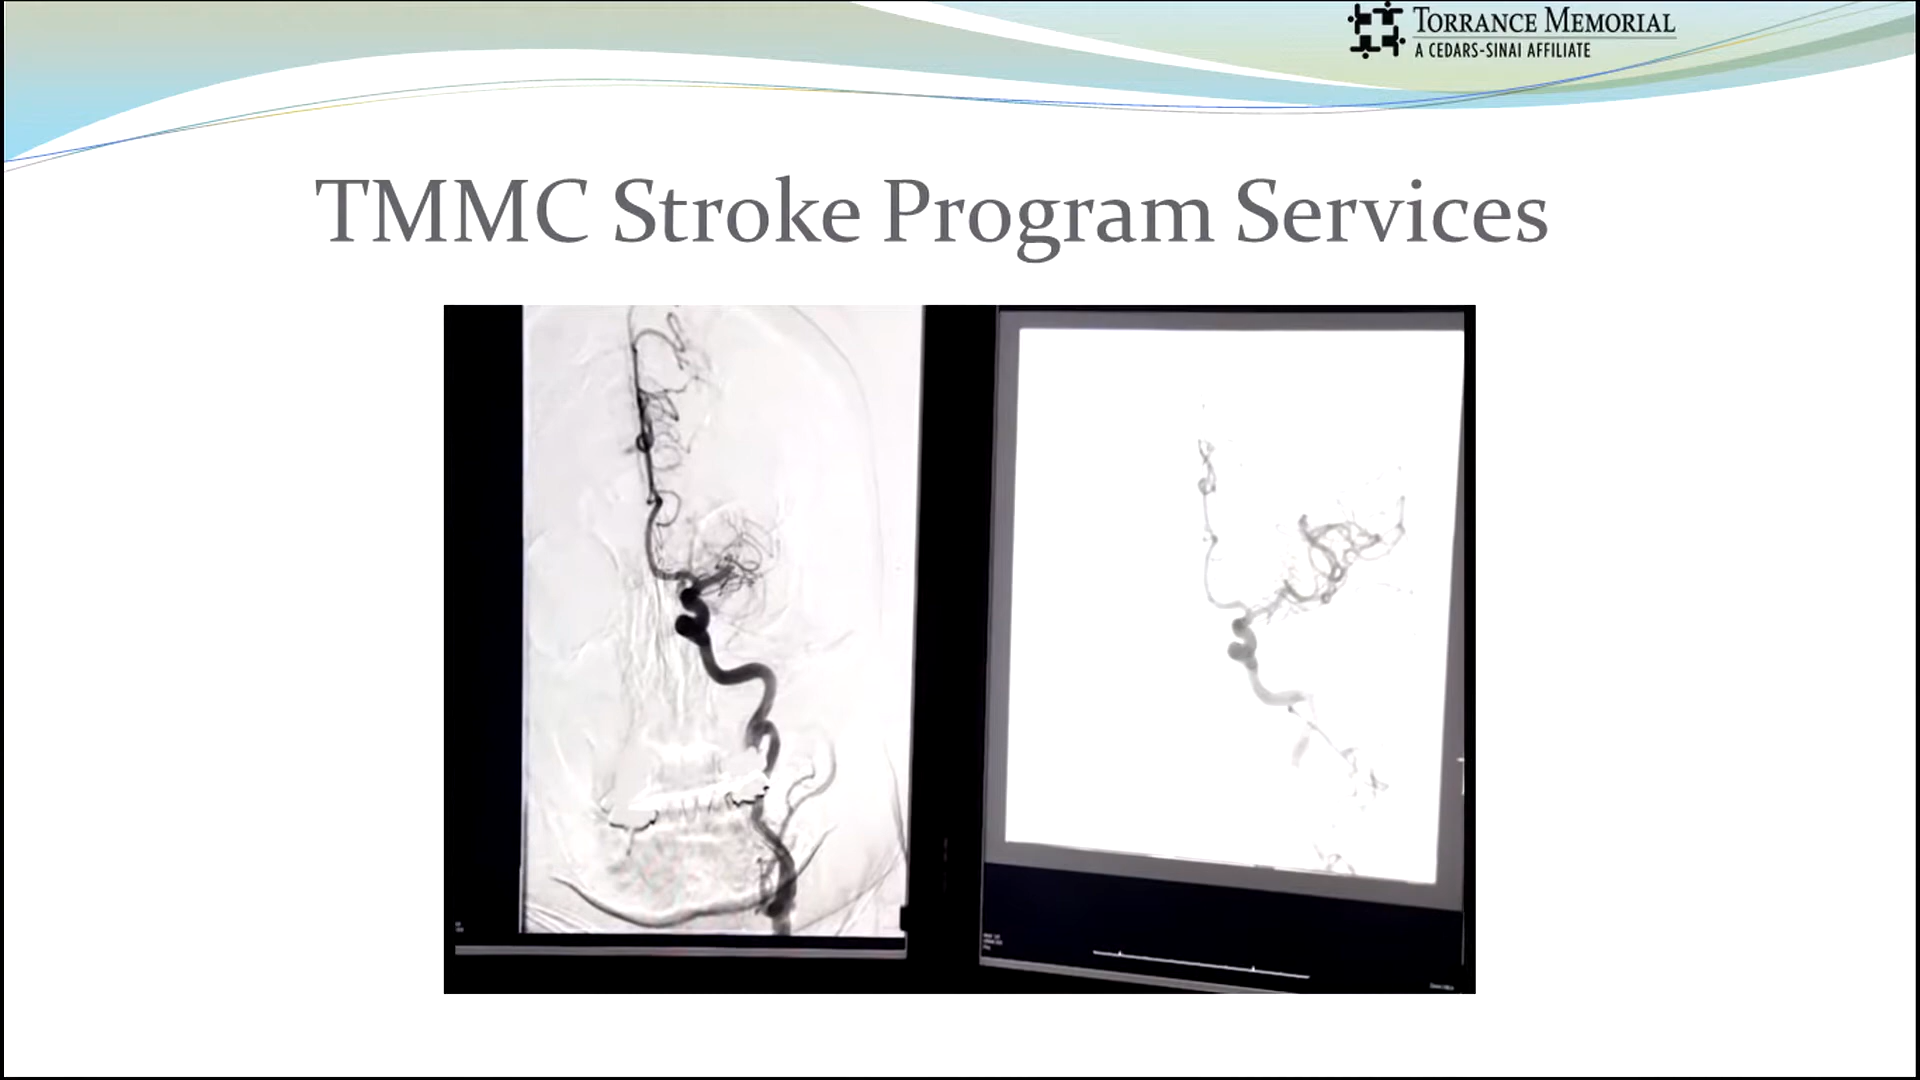 TORRANCE MEMORIAL
A CEDARS-SINAI AFFILIATE
TMMC Stroke Program Services